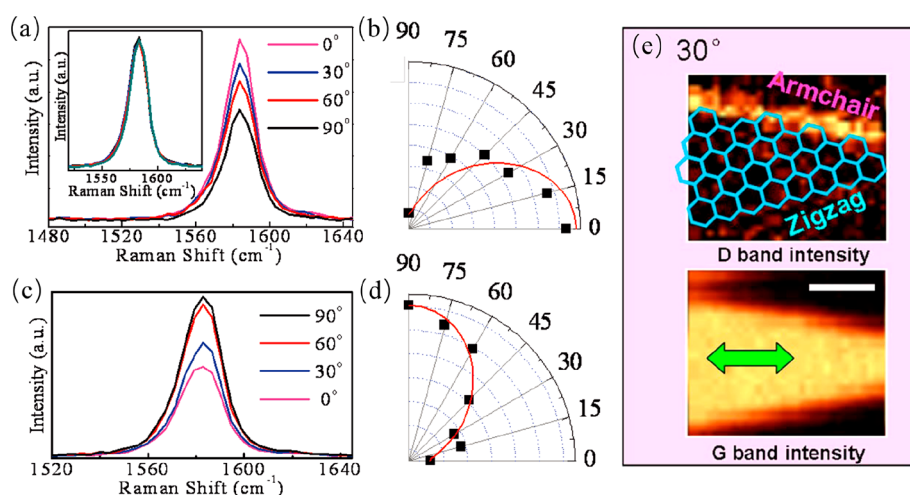 (a)
Intensity (a.u.)
Intensity (a.u.)
1550 1600
Raman Shift (cm⁻¹)
0°
30°
60°
90°
1480 1520 1560 1600 1640
Raman Shift (cm⁻¹)
(b)
90
75
60
45
30
15
0
(c)
Intensity (a.u.)
90°
60°
30°
0°
1520 1560 1600 1640
Raman Shift (cm⁻¹)
(d)
90
75
60
45
30
15
0
(e) 30°
Armchair
Zigzag
D band intensity
G band intensity